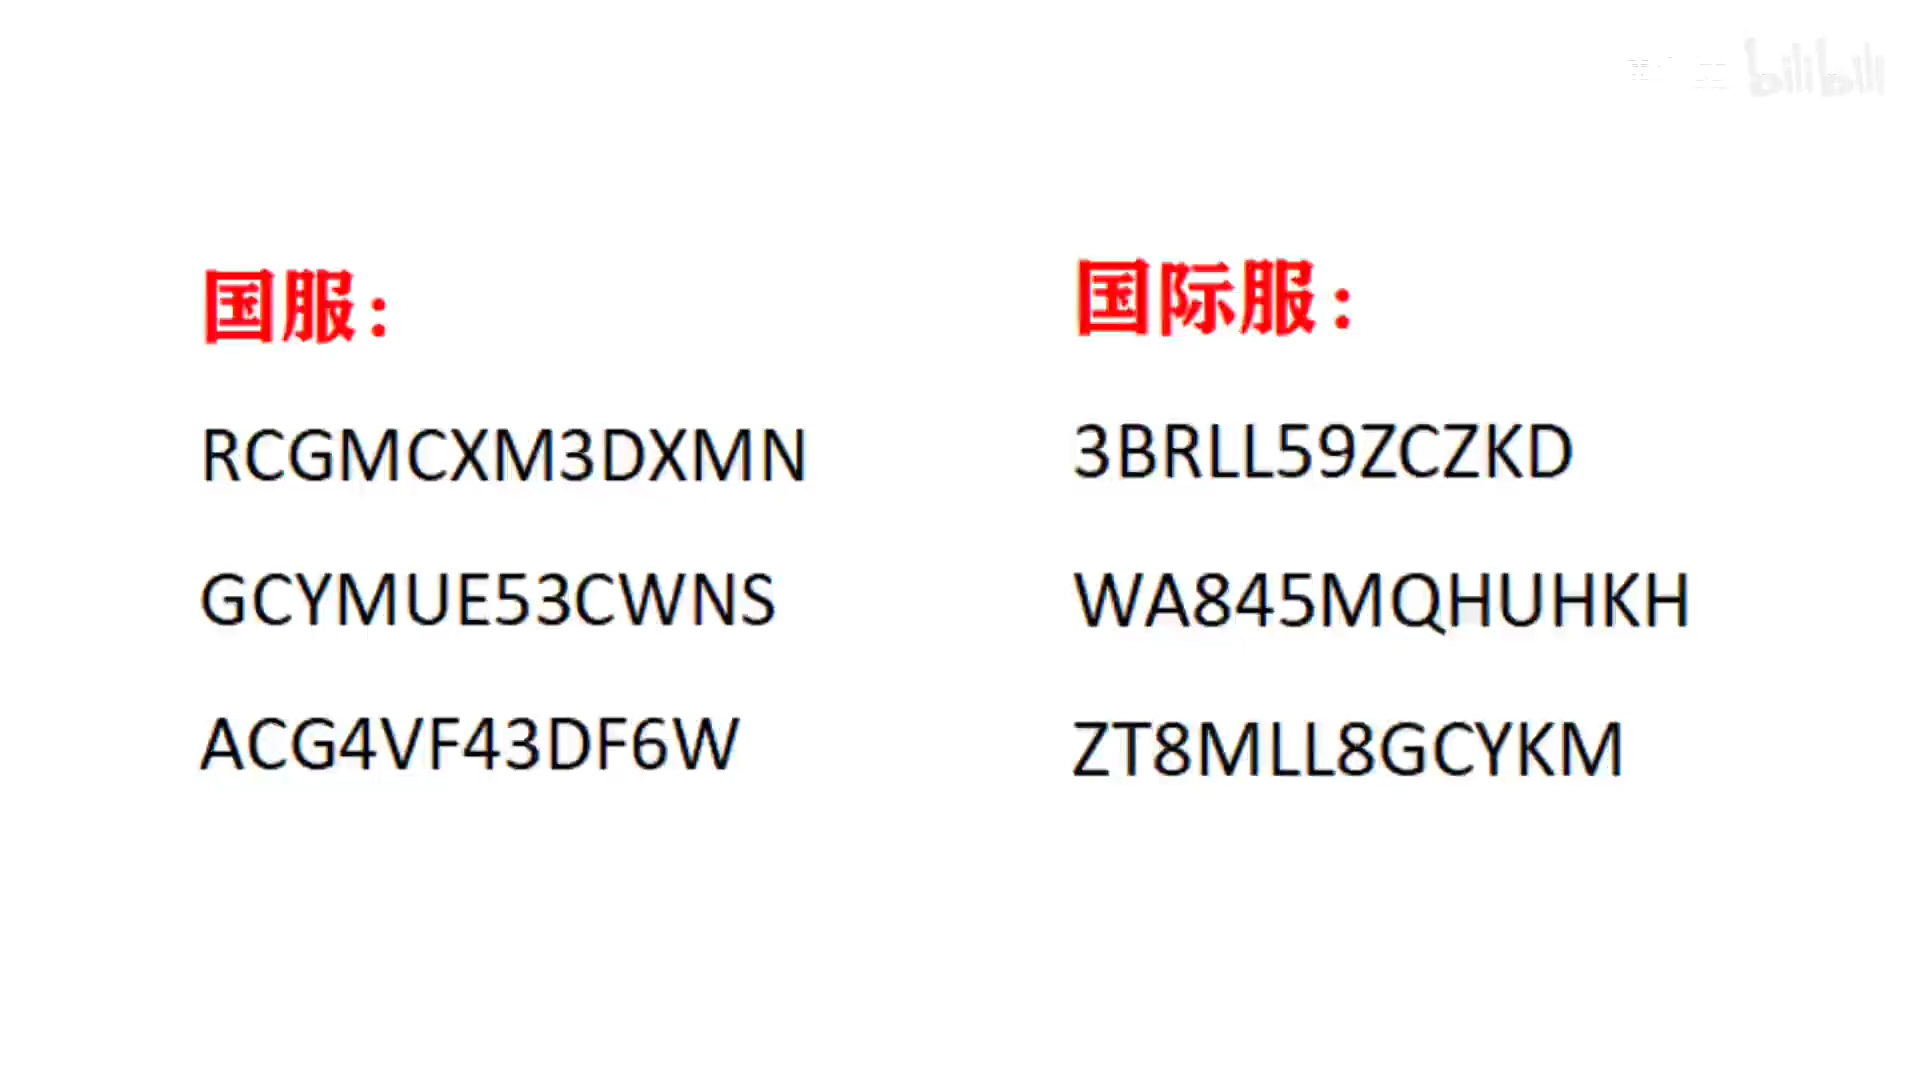 bilibili
国服：
RCGMCXM3DXMN
GCYMUE53CWNS
ACG4VF43DF6W
国际服：
3BRLL59ZCZKD
WA845MQHUHKH
ZT8MLL8GCYKM